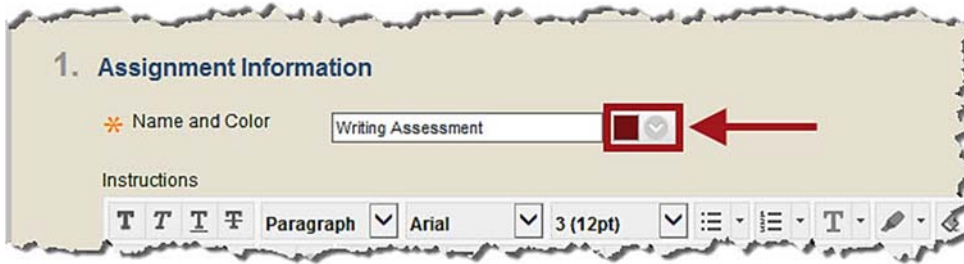 1. Assignment Information
Name and Color Writing Assessment
Instructions
T T T T Paragraph Arial 3 (12pt) T